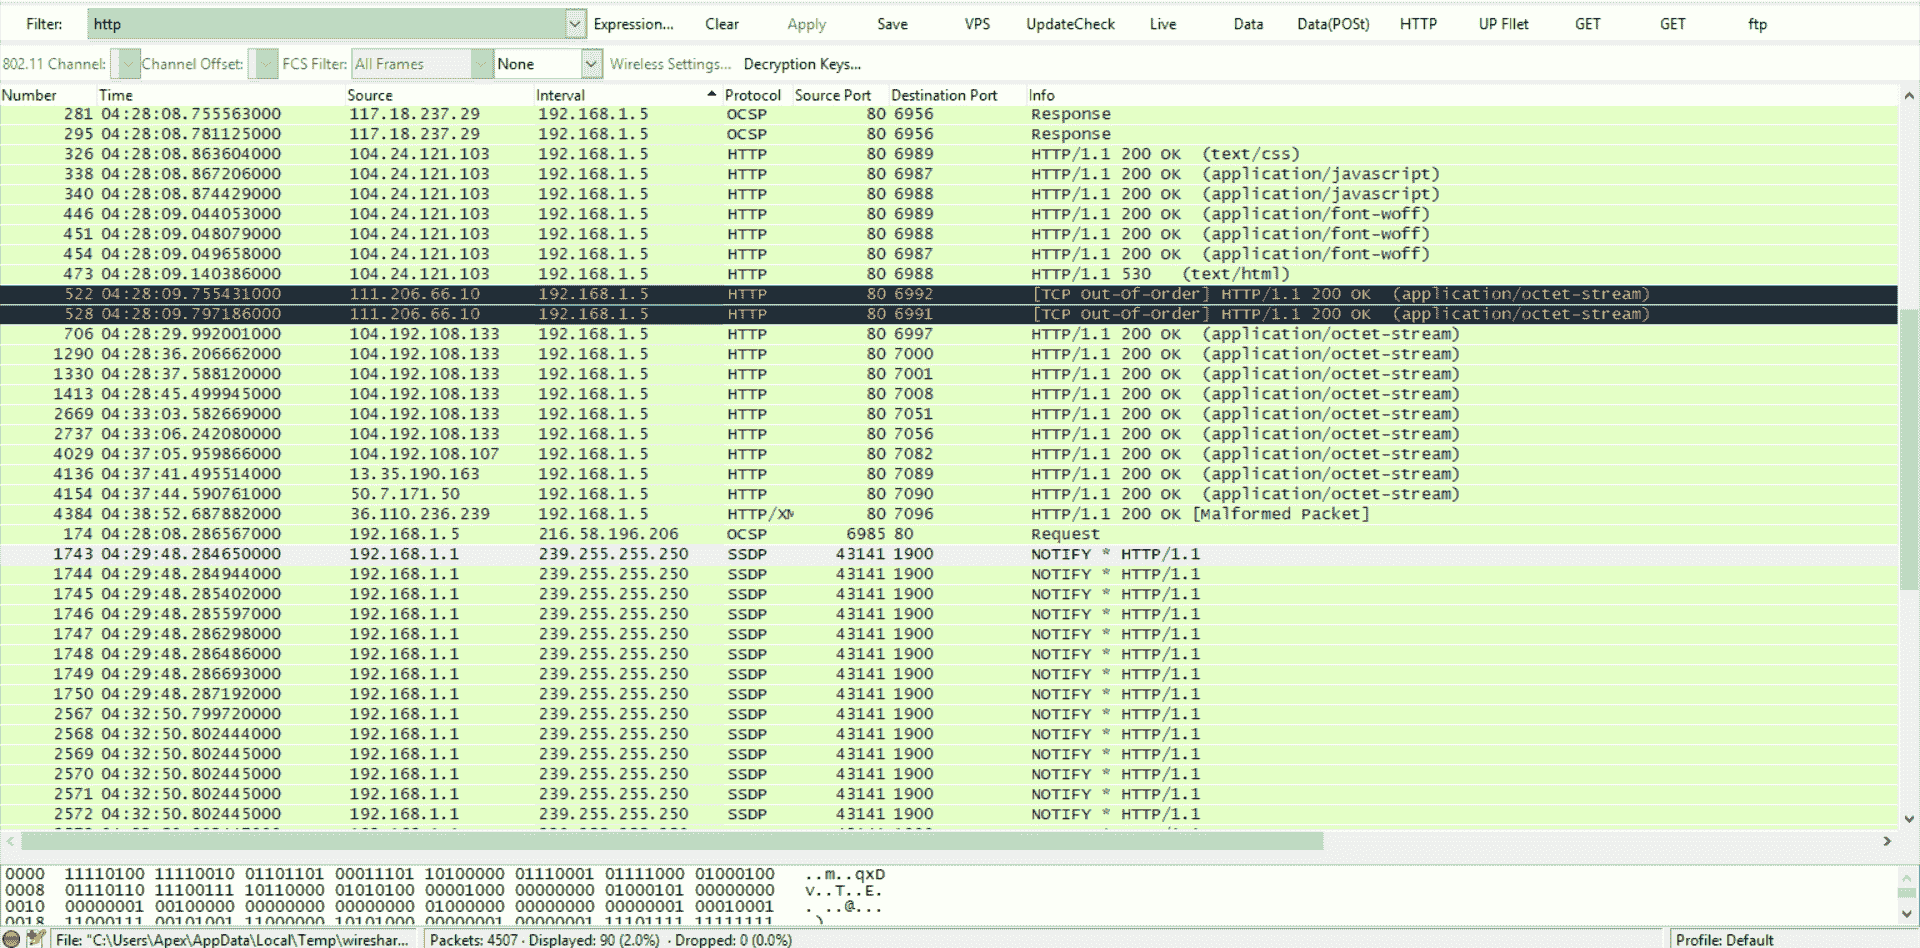 Filter: http Expression... Clear Apply Save VPS UpdateCheck Live Data Data(POSt) HTTP UP FIlet GET GET ftp
802.11 Channel: Channel Offset: FCS Filter: All Frames None Wireless Settings... Decryption Keys...
Number Time Source Interval Protocol Source Port Destination Port Info
281 04:28:08.755563000 117.18.237.29 192.168.1.5 OCSP 80 6956 Response
295 04:28:08.781125000 117.18.237.29 192.168.1.5 OCSP 80 6956 Response
326 04:28:08.863604000 104.24.121.103 192.168.1.5 HTTP 80 6989 HTTP/1.1 200 OK (text/css)
338 04:28:08.867206000 104.24.121.103 192.168.1.5 HTTP 80 6987 HTTP/1.1 200 OK (application/javascript)
340 04:28:08.874429000 104.24.121.103 192.168.1.5 HTTP 80 6988 HTTP/1.1 200 OK (application/javascript)
446 04:28:09.044053000 104.24.121.103 192.168.1.5 HTTP 80 6989 HTTP/1.1 200 OK (application/font-woff)
451 04:28:09.048079000 104.24.121.103 192.168.1.5 HTTP 80 6988 HTTP/1.1 200 OK (application/font-woff)
454 04:28:09.049658000 104.24.121.103 192.168.1.5 HTTP 80 6987 HTTP/1.1 200 OK (application/font-woff)
473 04:28:09.140386000 104.24.121.103 192.168.1.5 HTTP 80 6988 HTTP/1.1 530 (text/html)
522 04:28:09.755431000 111.206.66.10 192.168.1.5 HTTP 80 6992 [TCP Out-Of-Order] HTTP/1.1 200 OK (application/octet-stream)
528 04:28:09.797186000 111.206.66.10 192.168.1.5 HTTP 80 6991 [TCP Out-Of-Order] HTTP/1.1 200 OK (application/octet-stream)
706 04:28:29.992001000 104.192.108.133 192.168.1.5 HTTP 80 6997 HTTP/1.1 200 OK (application/octet-stream)
1290 04:28:36.206662000 104.192.108.133 192.168.1.5 HTTP 80 7000 HTTP/1.1 200 OK (application/octet-stream)
1330 04:28:37.588120000 104.192.108.133 192.168.1.5 HTTP 80 7001 HTTP/1.1 200 OK (application/octet-stream)
1413 04:28:45.499945000 104.192.108.133 192.168.1.5 HTTP 80 7008 HTTP/1.1 200 OK (application/octet-stream)
2669 04:33:03.582669000 104.192.108.133 192.168.1.5 HTTP 80 7051 HTTP/1.1 200 OK (application/octet-stream)
2737 04:33:06.242080000 104.192.108.133 192.168.1.5 HTTP 80 7056 HTTP/1.1 200 OK (application/octet-stream)
4029 04:37:05.959866000 104.192.108.107 192.168.1.5 HTTP 80 7082 HTTP/1.1 200 OK (application/octet-stream)
4136 04:37:41.495514000 13.35.190.163 192.168.1.5 HTTP 80 7089 HTTP/1.1 200 OK (application/octet-stream)
4154 04:37:44.590761000 50.7.171.50 192.168.1.5 HTTP 80 7090 HTTP/1.1 200 OK (application/octet-stream)
4384 04:38:52.687882000 36.110.236.239 192.168.1.5 HTTP/XM 80 7096 HTTP/1.1 200 OK [Malformed Packet]
174 04:28:08.286567000 192.168.1.5 216.58.196.206 OCSP 6985 80 Request
1743 04:29:48.284650000 192.168.1.1 239.255.255.250 SSDP 43141 1900 NOTIFY * HTTP/1.1
1744 04:29:48.284944000 192.168.1.1 239.255.255.250 SSDP 43141 1900 NOTIFY * HTTP/1.1
1745 04:29:48.285402000 192.168.1.1 239.255.255.250 SSDP 43141 1900 NOTIFY * HTTP/1.1
1746 04:29:48.285597000 192.168.1.1 239.255.255.250 SSDP 43141 1900 NOTIFY * HTTP/1.1
1747 04:29:48.286298000 192.168.1.1 239.255.255.250 SSDP 43141 1900 NOTIFY * HTTP/1.1
1748 04:29:48.286486000 192.168.1.1 239.255.255.250 SSDP 43141 1900 NOTIFY * HTTP/1.1
1749 04:29:48.286693000 192.168.1.1 239.255.255.250 SSDP 43141 1900 NOTIFY * HTTP/1.1
1750 04:29:48.287192000 192.168.1.1 239.255.255.250 SSDP 43141 1900 NOTIFY * HTTP/1.1
2567 04:32:50.799720000 192.168.1.1 239.255.255.250 SSDP 43141 1900 NOTIFY * HTTP/1.1
2568 04:32:50.802444000 192.168.1.1 239.255.255.250 SSDP 43141 1900 NOTIFY * HTTP/1.1
2569 04:32:50.802445000 192.168.1.1 239.255.255.250 SSDP 43141 1900 NOTIFY * HTTP/1.1
2570 04:32:50.802445000 192.168.1.1 239.255.255.250 SSDP 43141 1900 NOTIFY * HTTP/1.1
2571 04:32:50.802445000 192.168.1.1 239.255.255.250 SSDP 43141 1900 NOTIFY * HTTP/1.1
2572 04:32:50.802445000 192.168.1.1 239.255.255.250 SSDP 43141 1900 NOTIFY * HTTP/1.1
0000 11110100 11110010 01101101 00011101 10100000 01110001 01111000 01000100 ..m..qxD
0008 01110110 11100111 10110000 01010100 00001000 00000000 01000101 00000000 v..T..E.
0010 00000001 00100000 00000000 00000000 01000000 00000000 00000001 00010001 . ..@...
0018 11000111 00101001 11000000 10101000 00000001 00000001 11101111 11111111 .)
File: "C:\Users\Apex\AppData\Local\Temp\wireshar... Packets: 4507 · Displayed: 90 (2.0%) · Dropped: 0 (0.0%) Profile: Default